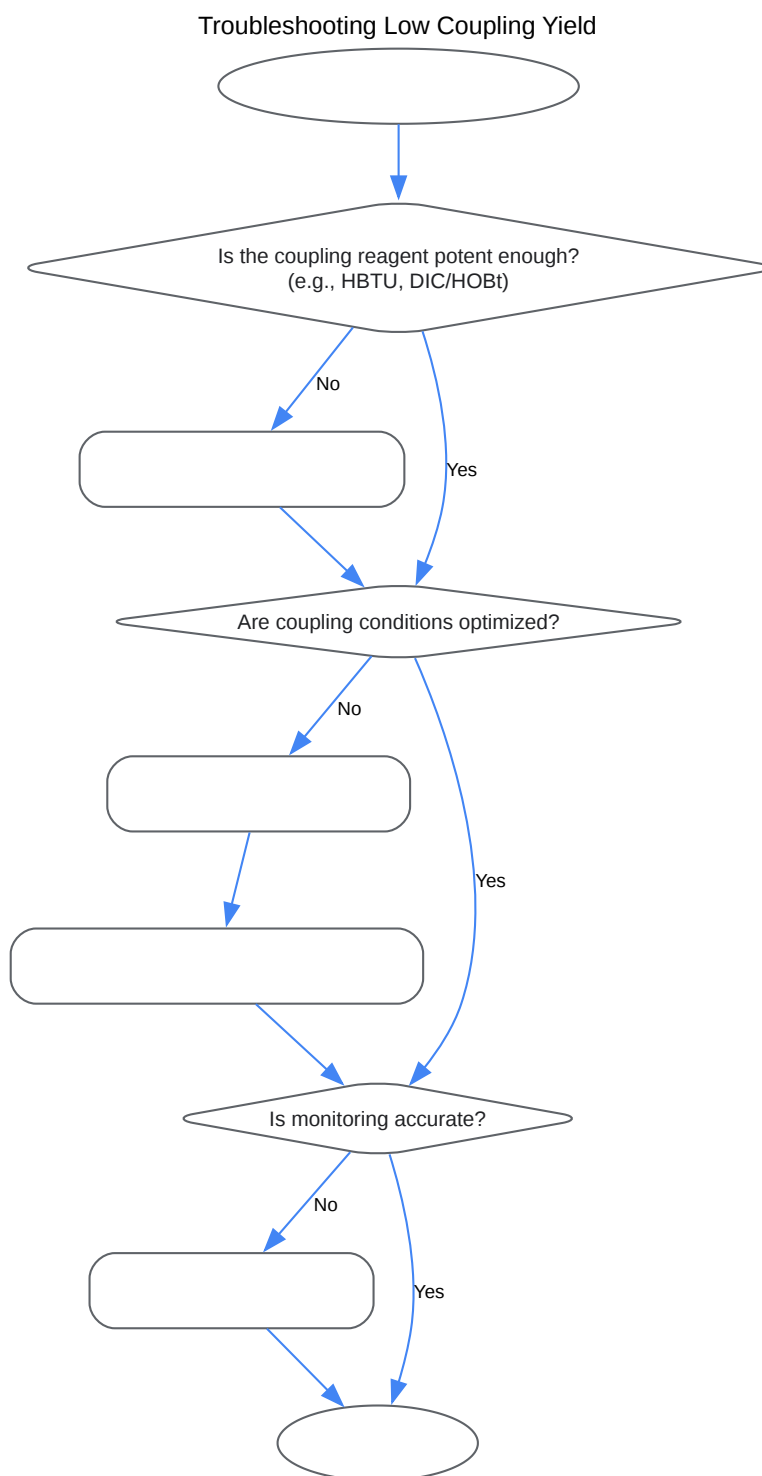 Troubleshooting Low Coupling Yield
Is the coupling reagent potent enough?
(e.g., HBTU, DIC/HOBt)
No
Yes
Are coupling conditions optimized?
No
Yes
Is monitoring accurate?
No
Yes